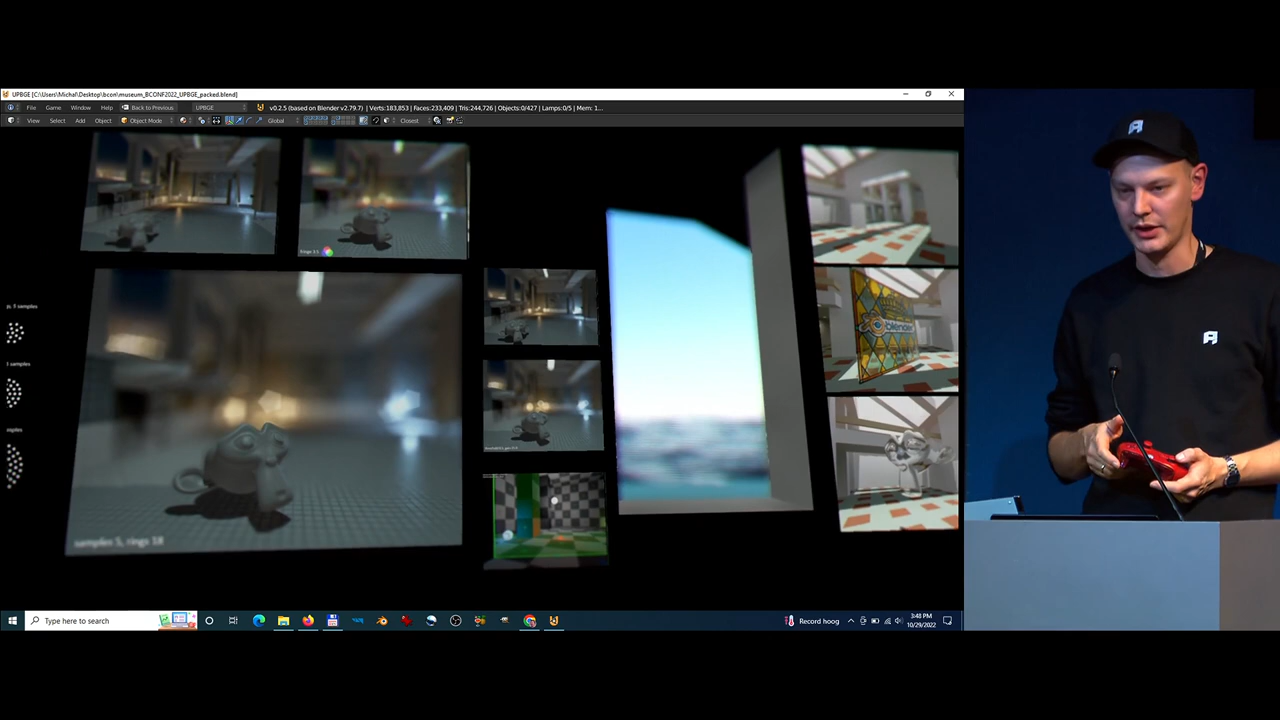 UPBGE [C:\Users\Michal\Desktop\bcon\museum_BCONF2022_UPBGE_packed.blend]
File Game Window Help Back to Previous UPBGE v0.2.5 (based on Blender v2.79.7) | Verts:183,853 | Faces:233,409 | Tris:244,726 | Objects:0/427 | Lamps:0/5 | Mem: 1...
View Select Add Object Object Mode Global Closest
samples
samples
blender
samples 5, rings 18
Type here to search
Record hoog
3:48 PM
10/29/2022